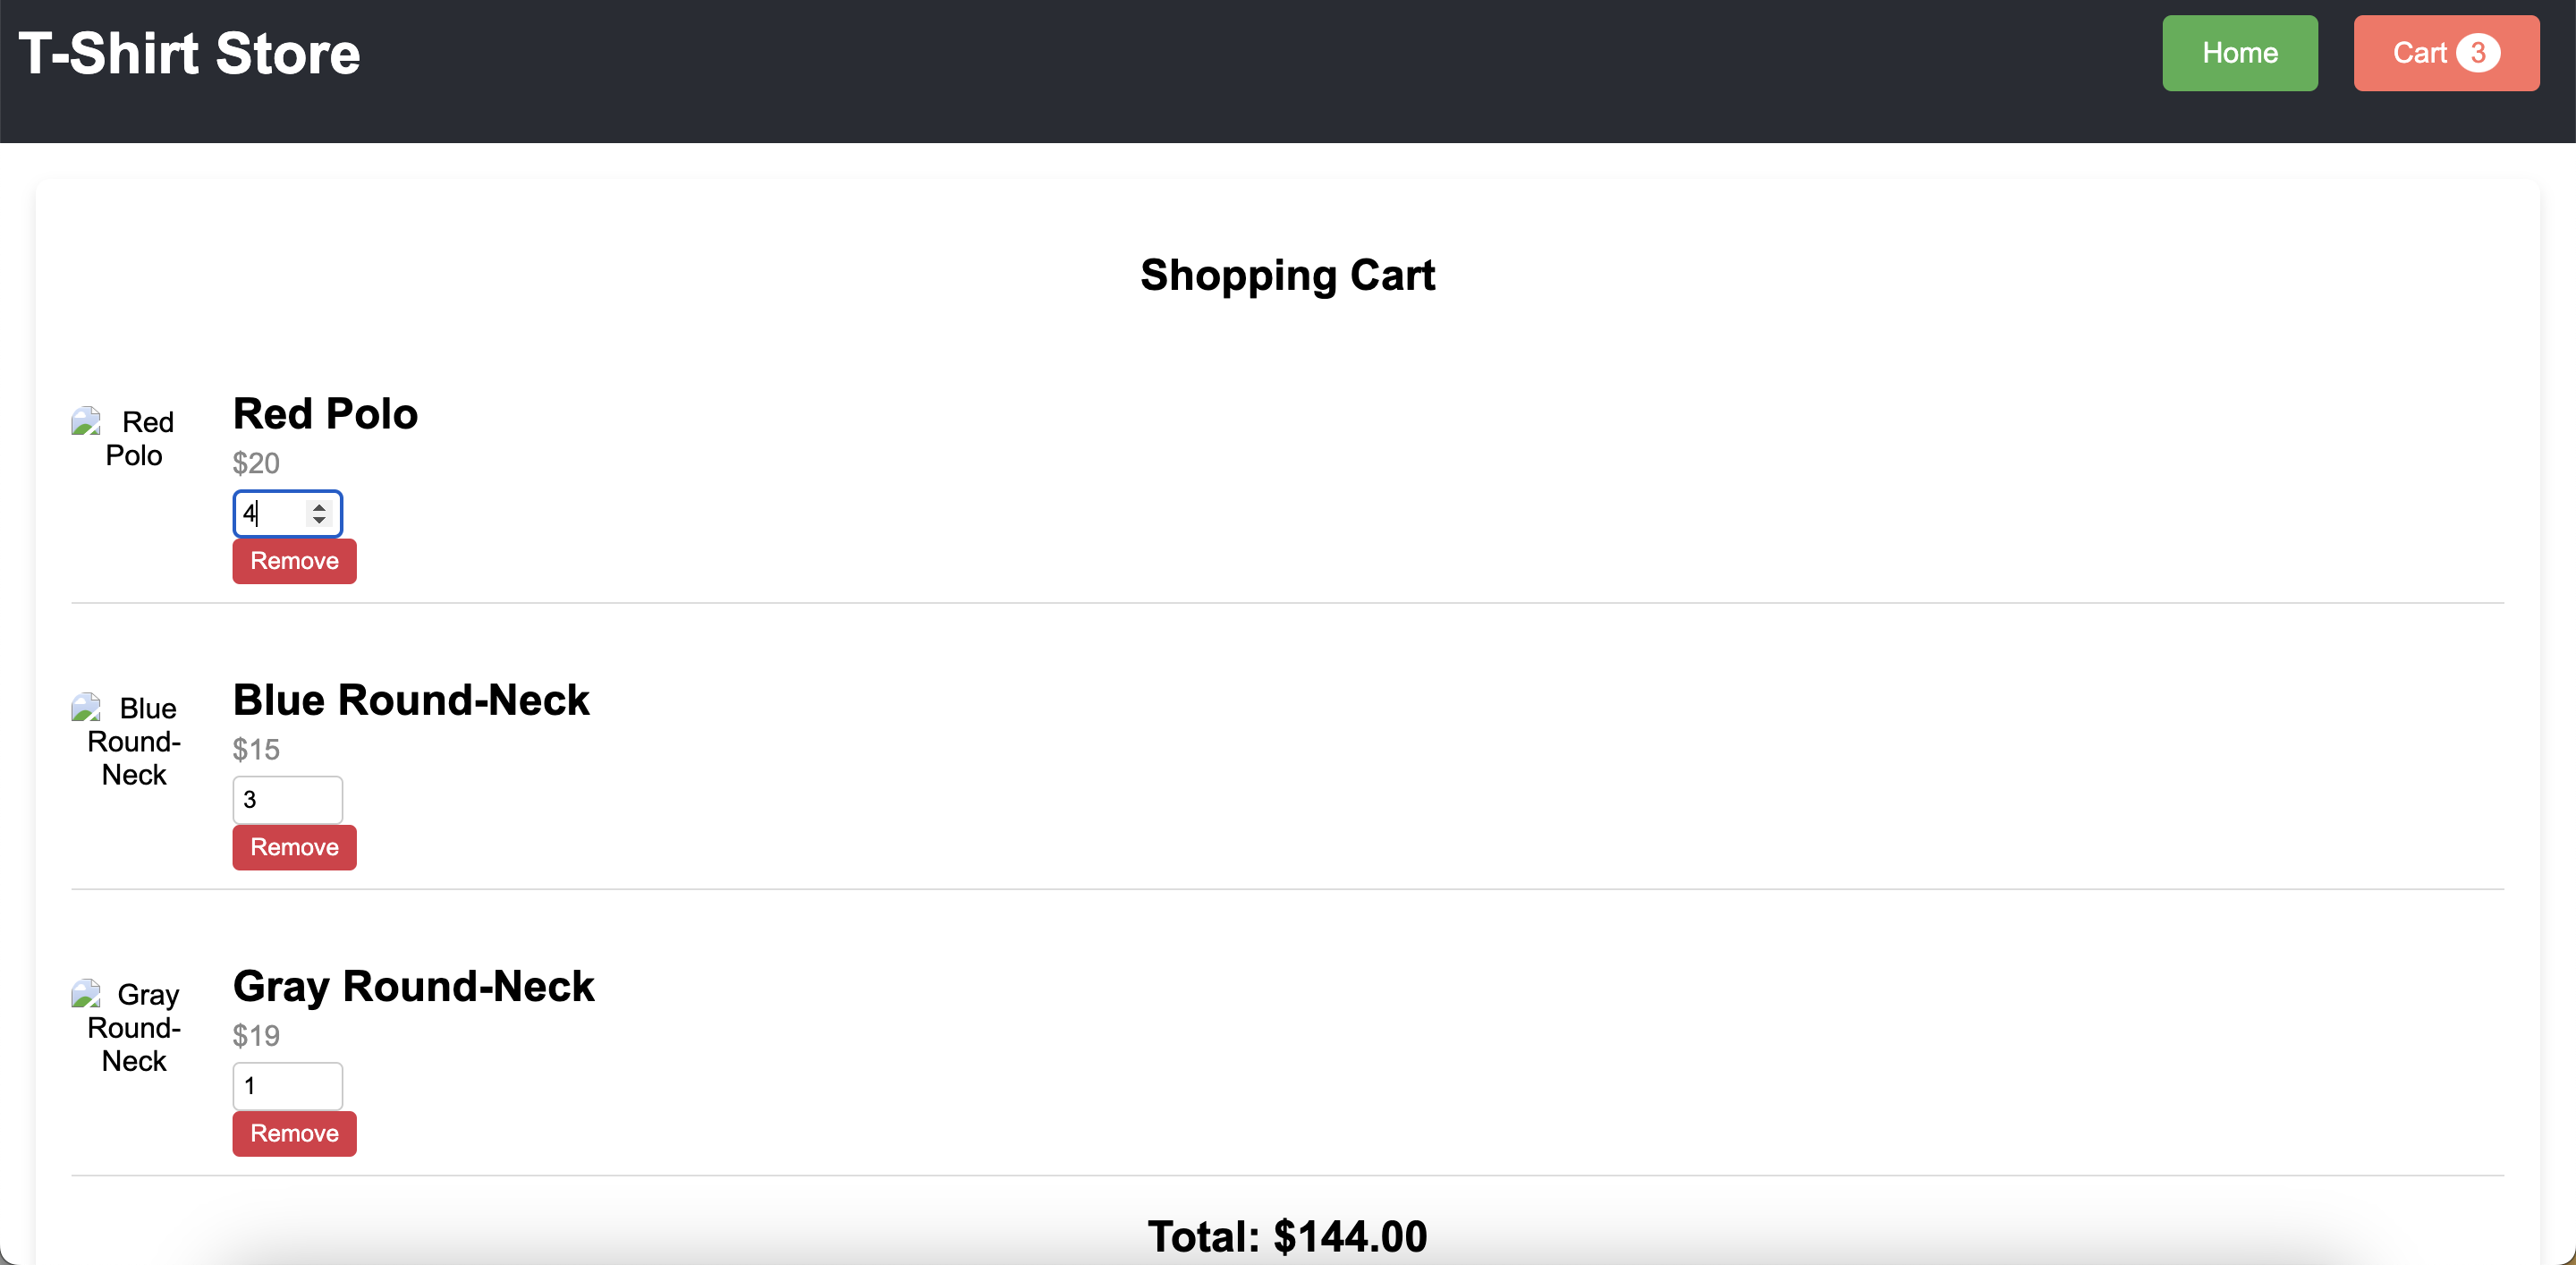 T-Shirt Store
Home
Cart 3
Shopping Cart
Red
Polo
Red Polo
$20
4
Remove
Blue
Round-
Neck
Blue Round-Neck
$15
3
Remove
Gray
Round-
Neck
Gray Round-Neck
$19
1
Remove
Total: $144.00